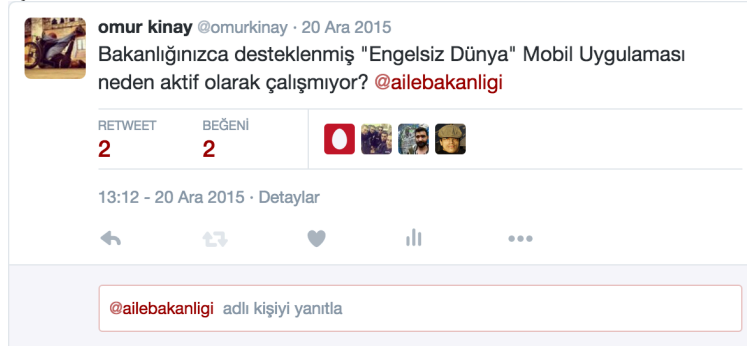 omur kinay @omurkinay · 20 Ara 2015
Bakanlığınızca desteklenmiş "Engelsiz Dünya" Mobil Uygulaması
neden aktif olarak çalışmıyor? @ailebakanligi
RETWEET BEĞENİ
2 2
13:12 - 20 Ara 2015 · Detaylar
@ailebakanligi adlı kişiyi yanıtla